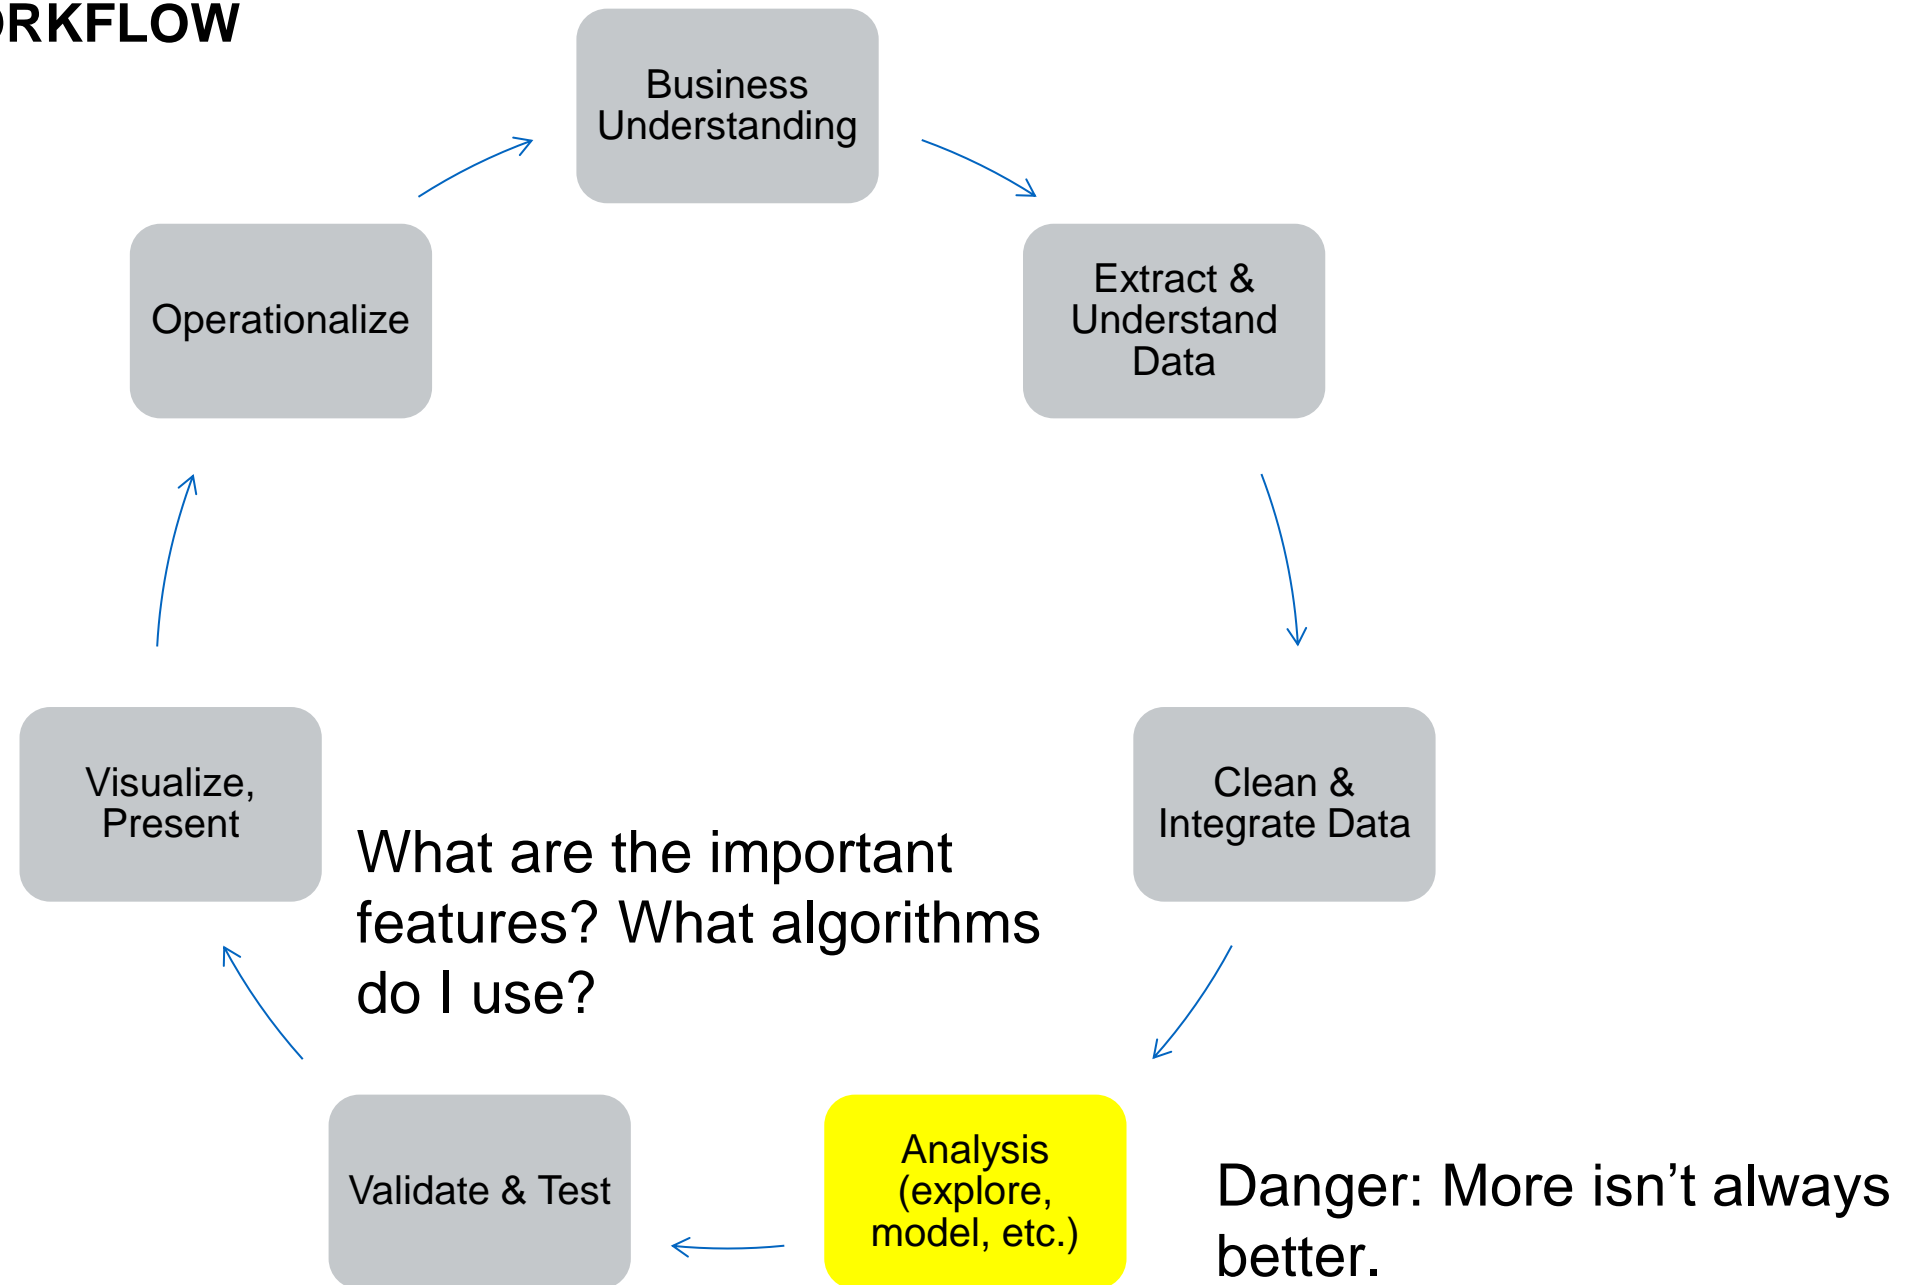 ORKFLOW
Business
Understanding
Extract &
Understand
Data
Operationalize
Clean &
Integrate Data
Visualize,
Present
What are the important
features? What algorithms
do I use?
Analysis
(explore,
model, etc.)
Validate & Test
Danger: More isn’t always
better.